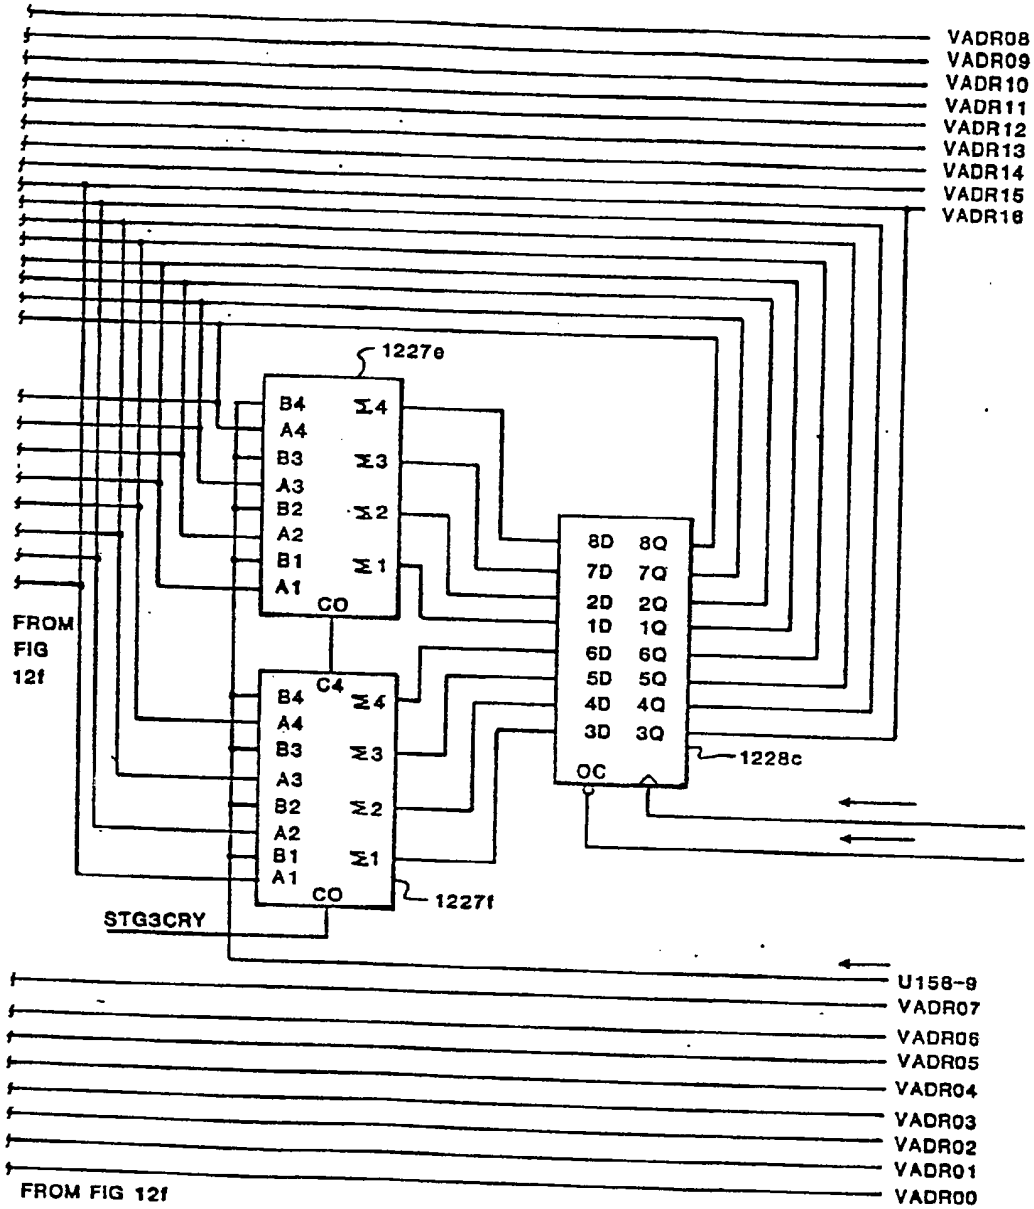 VADR08
VADR09
VADR10
VADR11
VADR12
VADR13
VADR14
VADR15
VADR16
1227e
B4 Σ4
A4
B3 Σ3
A3
B2 Σ2
A2
B1 Σ1
A1
CO
8D 8Q
7D 7Q
2D 2Q
1D 1Q
6D 6Q
5D 5Q
4D 4Q
3D 3Q
OC
1228c
FROM
FIG
12f
C4
B4 Σ4
A4
B3 Σ3
A3
B2 Σ2
A2
B1 Σ1
A1
CO
1227f
STG3CRY
U158-9
VADR07
VADR06
VADR05
VADR04
VADR03
VADR02
VADR01
VADR00
FROM FIG 12f